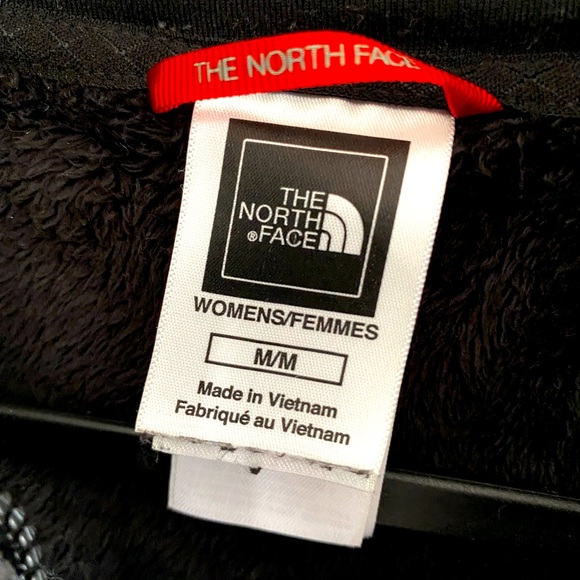 THE NORTH FACE
THE
NORTH
®FACE
WOMENS/FEMMES
M/M
Made in Vietnam
Fabriqué au Vietnam